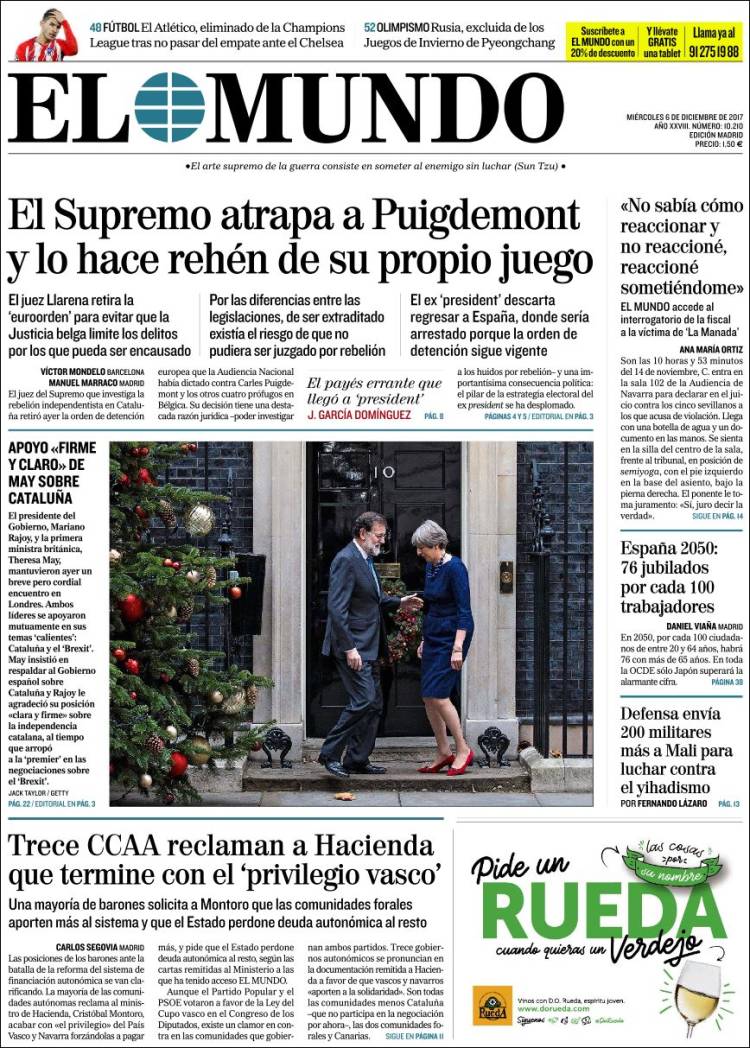 48 FÚTBOL El Atlético, eliminado de la Champions
League tras no pasar del empate ante el Chelsea
52 OLIMPISMO Rusia, excluida de los
Juegos de Invierno de Pyeongchang
Suscríbete a
EL MUNDO con un
20% de descuento
Y llévate
GRATIS
una tablet
Llama ya al
91 275 19 88
EL MUNDO
MIÉRCOLES 6 DE DICIEMBRE DE 2017
AÑO XXVIII. NÚMERO: 10.210
EDICIÓN MADRID
PRECIO: 1,50 €
•El arte supremo de la guerra consiste en someter al enemigo sin luchar (Sun Tzu) •
El Supremo atrapa a Puigdemont
y lo hace rehén de su propio juego
El juez Llarena retira la
‘euroorden’ para evitar que la
Justicia belga limite los delitos
por los que pueda ser encausado
Por las diferencias entre las
legislaciones, de ser extraditado
existía el riesgo de que no
pudiera ser juzgado por rebelión
El ex ‘president’ descarta
regresar a España, donde sería
arrestado porque la orden de
detención sigue vigente
VÍCTOR MONDELO BARCELONA
MANUEL MARRACO MADRID
El juez del Supremo que investiga la
rebelión independentista en Catalu-
ña retiró ayer la orden de detención
europea que la Audiencia Nacional
había dictado contra Carles Puigde-
mont y los otros cuatro prófugos en
Bélgica. Su decisión tiene una desta-
cada razón jurídica –poder investigar
El payés errante que
llegó a ‘president’
J. GARCÍA DOMÍNGUEZ PÁG. 8
a los huidos por rebelión– y una im-
portantísima consecuencia política:
el pilar de la estrategia electoral del
ex president se ha desplomado.
PÁGINAS 4 Y 5 / EDITORIAL EN PÁG. 3
«No sabía cómo
reaccionar y
no reaccioné,
reaccioné
sometiéndome»
EL MUNDO accede al
interrogatorio de la fiscal
a la víctima de ‘La Manada’
ANA MARÍA ORTIZ
Son las 10 horas y 53 minutos
del 14 de noviembre, C. entra en
la sala 102 de la Audiencia de
Navarra para declarar en el jui-
cio contra los cinco sevillanos a
los que acusa de violación. Llega
con una botella de agua y un do-
cumento en las manos. Se sienta
en la silla del centro de la sala,
frente al tribunal, en posición de
semiyoga, con el pie izquierdo
en la base del asiento, bajo la
pierna derecha. El ponente le to-
ma juramento: «Sí, juro decir la
verdad». SIGUE EN PÁG. 14
APOYO «FIRME
Y CLARO» DE
MAY SOBRE
CATALUÑA
El presidente del
Gobierno, Mariano
Rajoy, y la primera
ministra británica,
Theresa May,
mantuvieron ayer un
breve pero cordial
encuentro en
Londres. Ambos
líderes se apoyaron
mutuamente en sus
temas ‘calientes’:
Cataluña y el ‘Brexit’.
May insistió en
respaldar al Gobierno
español sobre
Cataluña y Rajoy le
agradeció su posición
«clara y firme» sobre
la independencia
catalana, al tiempo
que arropó
a la ‘premier’ en las
negociaciones sobre
el ‘Brexit’.
JACK TAYLOR / GETTY
PÁG. 22 / EDITORIAL EN PÁG. 3
10
España 2050:
76 jubilados
por cada 100
trabajadores
DANIEL VIAÑA MADRID
En 2050, por cada 100 ciudada-
nos de entre 20 y 64 años, habrá
76 con más de 65 años. En toda
la OCDE sólo Japón superará la
alarmante cifra. PÁGINA 38
Defensa envía
200 militares
más a Mali para
luchar contra
el yihadismo
POR FERNANDO LÁZARO PÁG. 13
Trece CCAA reclaman a Hacienda
que termine con el ‘privilegio vasco’
Una mayoría de barones solicita a Montoro que las comunidades forales
aporten más al sistema y que el Estado perdone deuda autonómica al resto
CARLOS SEGOVIA MADRID
Las posiciones de los barones ante la
batalla de la reforma del sistema de
financiación autonómica se van cla-
rificando. La mayoría de las comu-
nidades autónomas reclama al minis-
tro de Hacienda, Cristóbal Montoro,
acabar con «el privilegio» del País
Vasco y Navarra forzándolas a pagar
más, y pide que el Estado perdone
deuda autonómica al resto, según las
cartas remitidas al Ministerio a las
que ha tenido acceso EL MUNDO.
Aunque el Partido Popular y el
PSOE votaron a favor de la Ley del
Cupo vasco en el Congreso de los
Diputados, existe un clamor en con-
tra en las comunidades que gobier-
nan ambos partidos. Trece gobier-
nos autonómicos se pronuncian en
la documentación remitida a Hacien-
da a favor de que vascos y navarros
«aporten a la solidaridad». Son todas
las comunidades menos Cataluña
–que no participa en la negociación
por ahora–, las dos comunidades fo-
rales y Canarias. SIGUE EN PÁGINA 11
las cosas
por
su nombre
Pide un
RUEDA
cuando quieras un Verdejo
RUEDA
Vinos con D.O. Rueda, espíritu joven.
www.dorueda.com
Síguenos